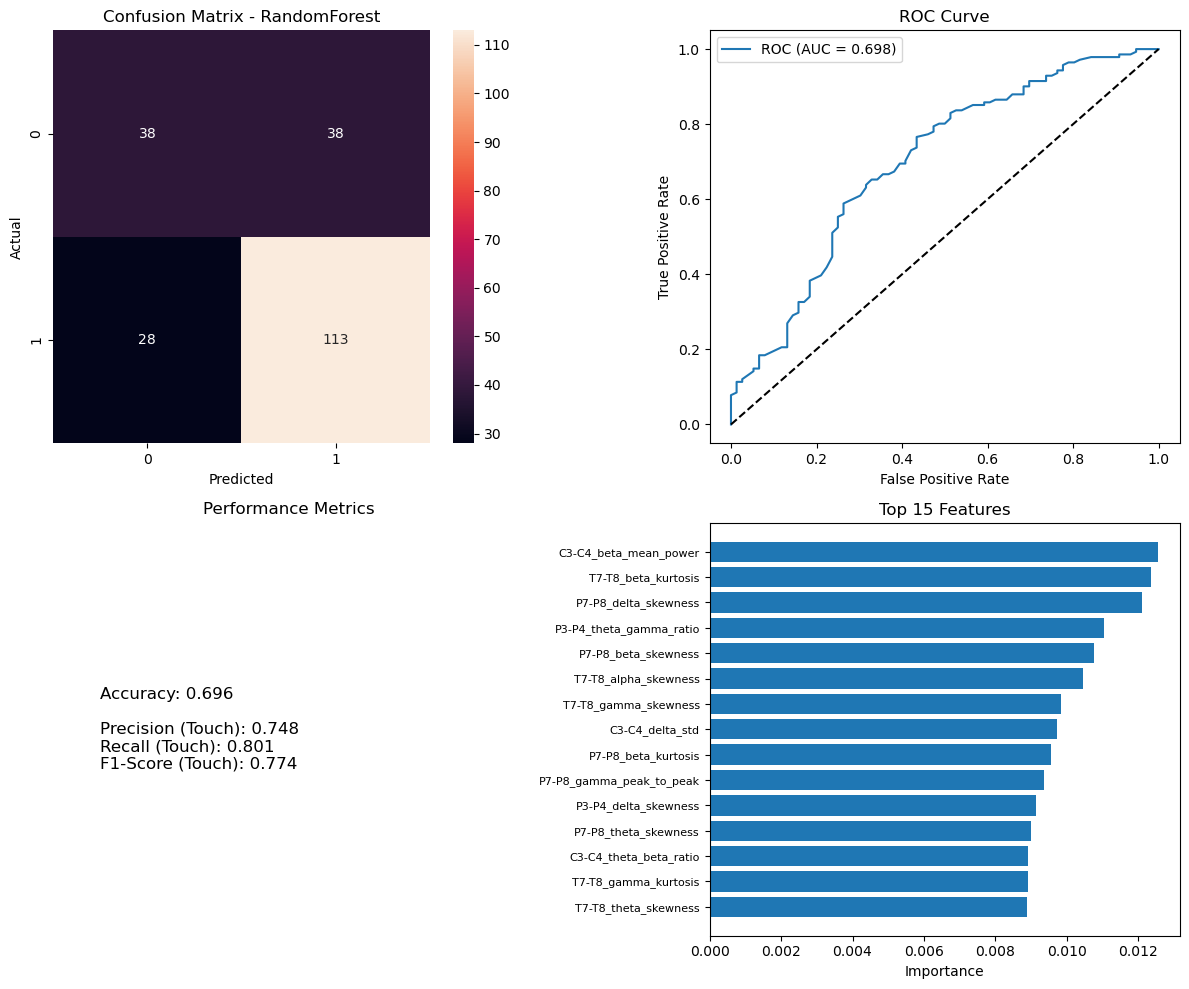 Confusion Matrix - RandomForest
38
38
28
113
0
1
Actual
0
1
Predicted
110
100
90
80
70
60
50
40
30
ROC Curve
ROC (AUC = 0.698)
1.0
0.8
0.6
0.4
0.2
0.0
True Positive Rate
0.0
0.2
0.4
0.6
0.8
1.0
False Positive Rate
Performance Metrics
Accuracy: 0.696
Precision (Touch): 0.748
Recall (Touch): 0.801
F1-Score (Touch): 0.774
Top 15 Features
C3-C4_beta_mean_power
T7-T8_beta_kurtosis
P7-P8_delta_skewness
P3-P4_theta_gamma_ratio
P7-P8_beta_skewness
T7-T8_alpha_skewness
T7-T8_gamma_skewness
C3-C4_delta_std
P7-P8_beta_kurtosis
P7-P8_gamma_peak_to_peak
P3-P4_delta_skewness
P7-P8_theta_skewness
C3-C4_theta_beta_ratio
T7-T8_gamma_kurtosis
T7-T8_theta_skewness
0.000
0.002
0.004
0.006
0.008
0.010
0.012
Importance